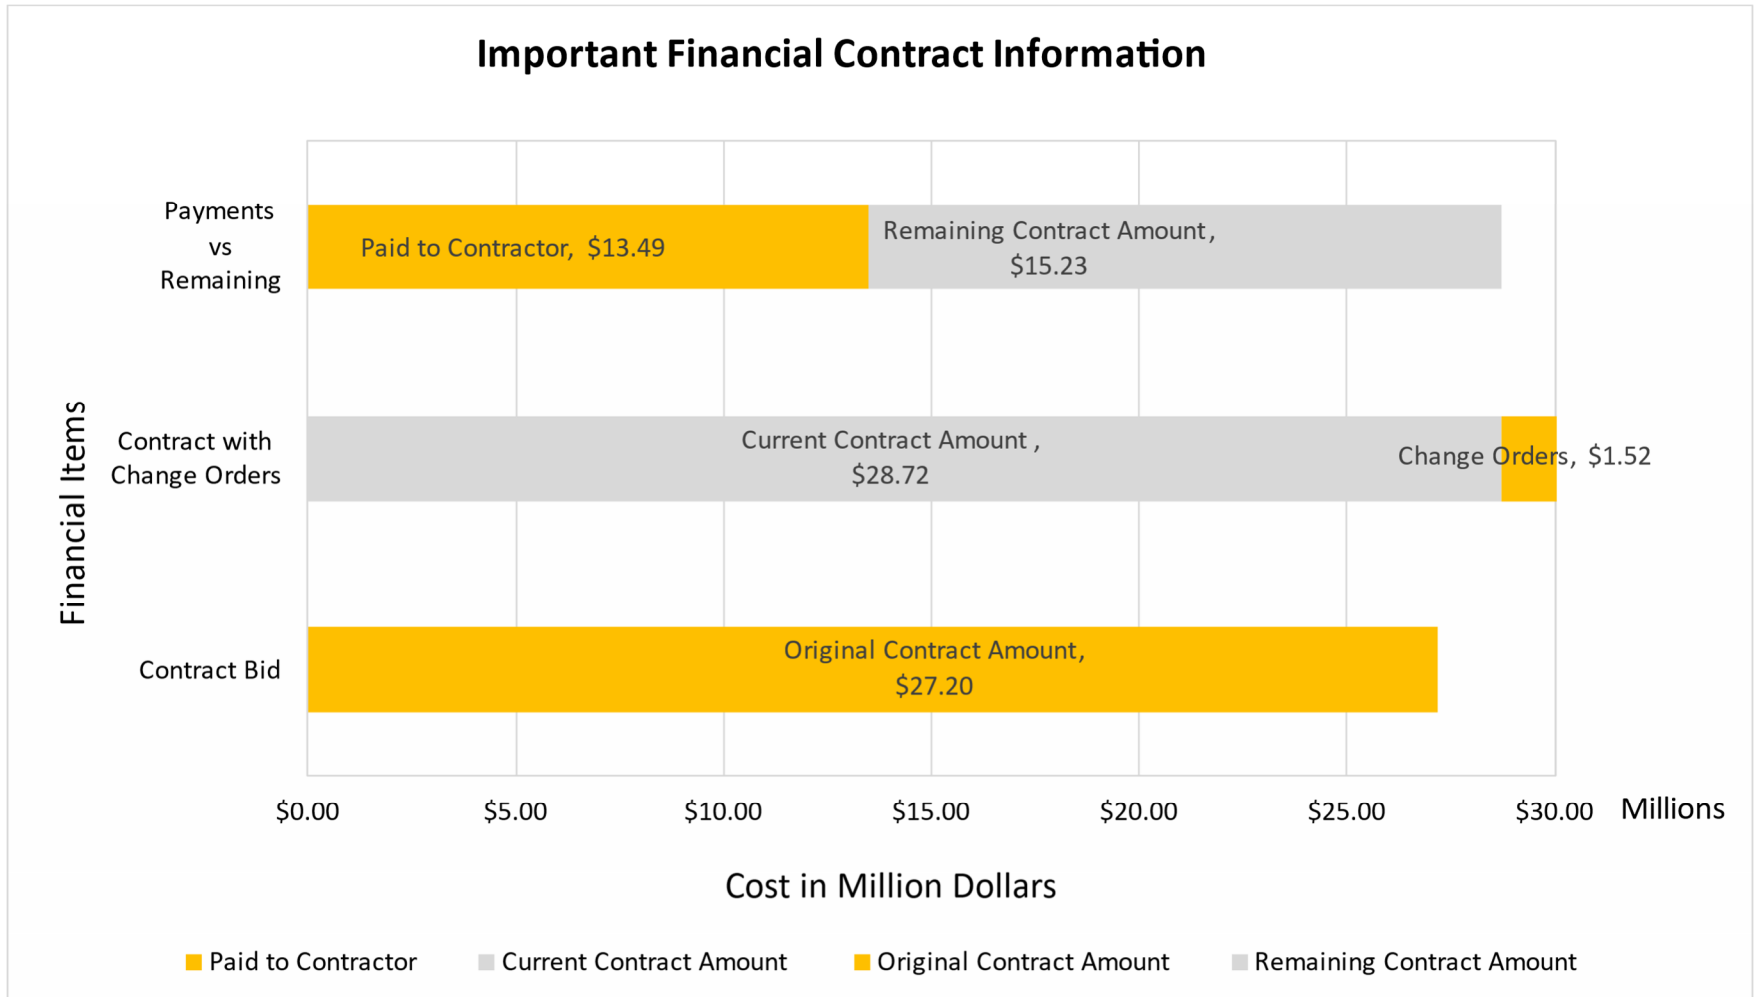 Important Financial Contract Information
Payments
vs
Remaining
Paid to Contractor, $13.49
Remaining Contract Amount,
$15.23
Financial Items
Contract with
Change Orders
Current Contract Amount ,
$28.72
Change Orders, $1.52
Contract Bid
Original Contract Amount,
$27.20
$0.00 $5.00 $10.00 $15.00 $20.00 $25.00 $30.00 Millions
Cost in Million Dollars
Paid to Contractor Current Contract Amount Original Contract Amount Remaining Contract Amount